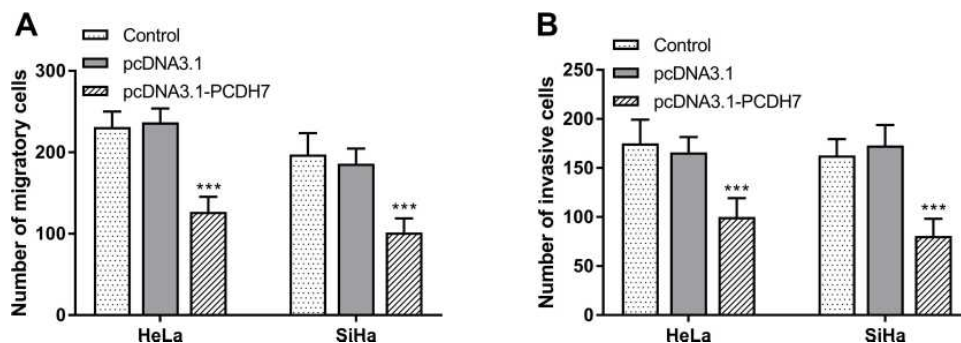 A
Control
pcDNA3.1
pcDNA3.1-PCDH7
Number of migratory cells
300
200
100
0
***
***
HeLa
SiHa
B
Control
pcDNA3.1
pcDNA3.1-PCDH7
Number of invasive cells
250
200
150
100
50
0
***
***
HeLa
SiHa